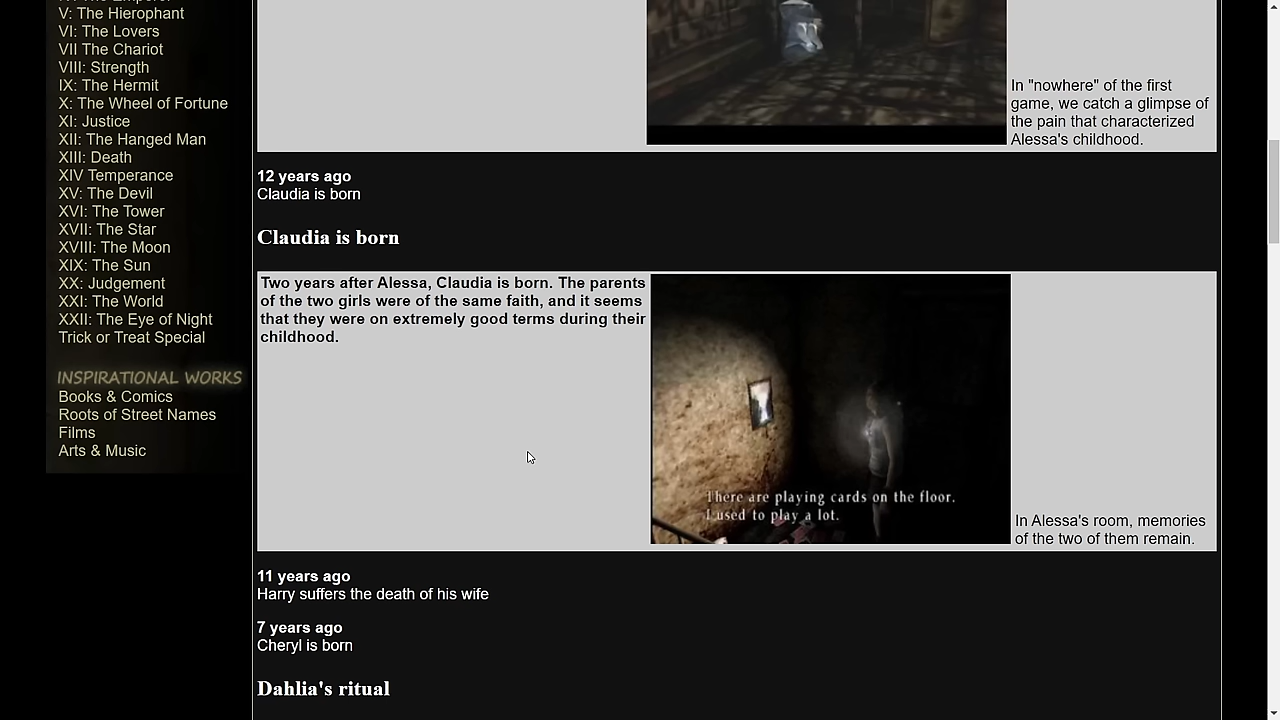 V: The Hierophant
VI: The Lovers
VII The Chariot
VIII: Strength
IX: The Hermit
X: The Wheel of Fortune
XI: Justice
XII: The Hanged Man
XIII: Death
XIV Temperance
XV: The Devil
XVI: The Tower
XVII: The Star
XVIII: The Moon
XIX: The Sun
XX: Judgement
XXI: The World
XXII: The Eye of Night
Trick or Treat Special
INSPIRATIONAL WORKS
Books & Comics
Roots of Street Names
Films
Arts & Music
In "nowhere" of the first
game, we catch a glimpse of
the pain that characterized
Alessa's childhood.
12 years ago
Claudia is born
Claudia is born
Two years after Alessa, Claudia is born. The parents
of the two girls were of the same faith, and it seems
that they were on extremely good terms during their
childhood.
There are playing cards on the floor.
I used to play a lot.
In Alessa's room, memories
of the two of them remain.
11 years ago
Harry suffers the death of his wife
7 years ago
Cheryl is born
Dahlia's ritual